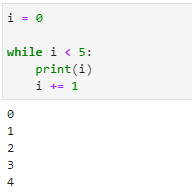 i = 0

while i < 5:
    print(i)
    i += 1
0
1
2
3
4